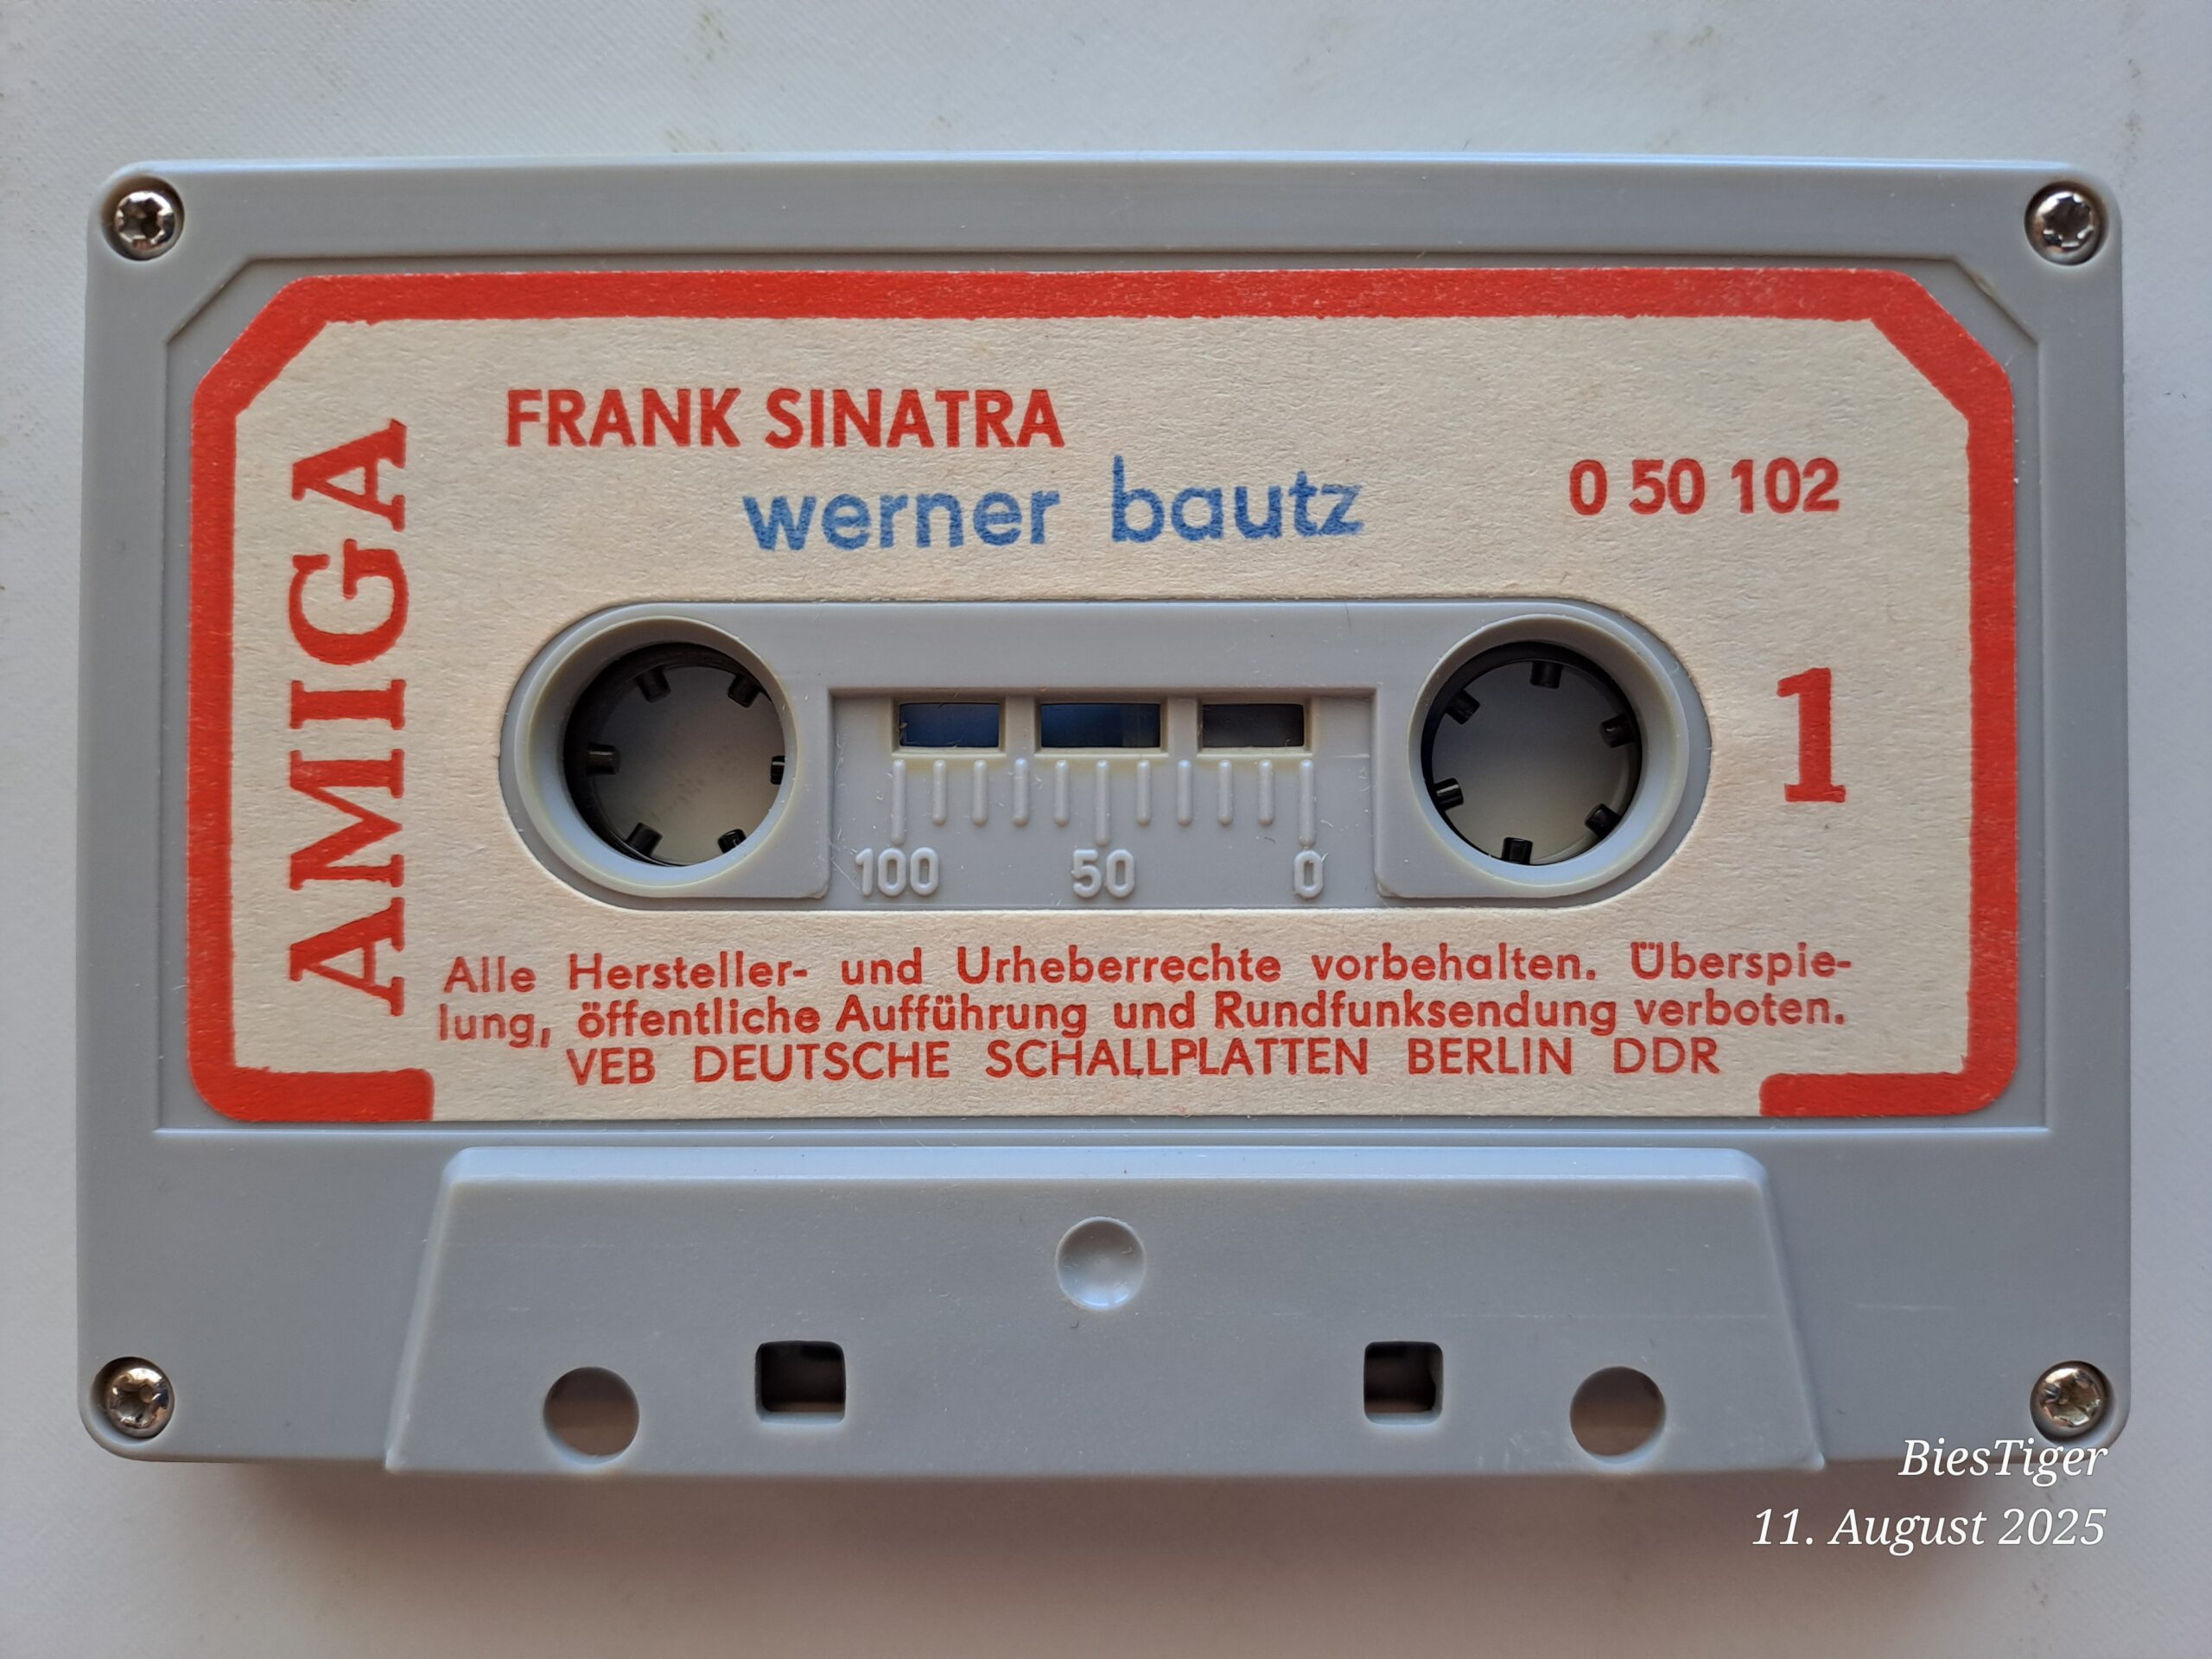 AMIGA
FRANK SINATRA
werner bautz
0 50 102
1
100 50 0
Alle Hersteller- und Urheberrechte vorbehalten. Überspie-
lung, öffentliche Aufführung und Rundfunksendung verboten.
VEB DEUTSCHE SCHALLPLATTEN BERLIN DDR
BiesTiger
11. August 2025